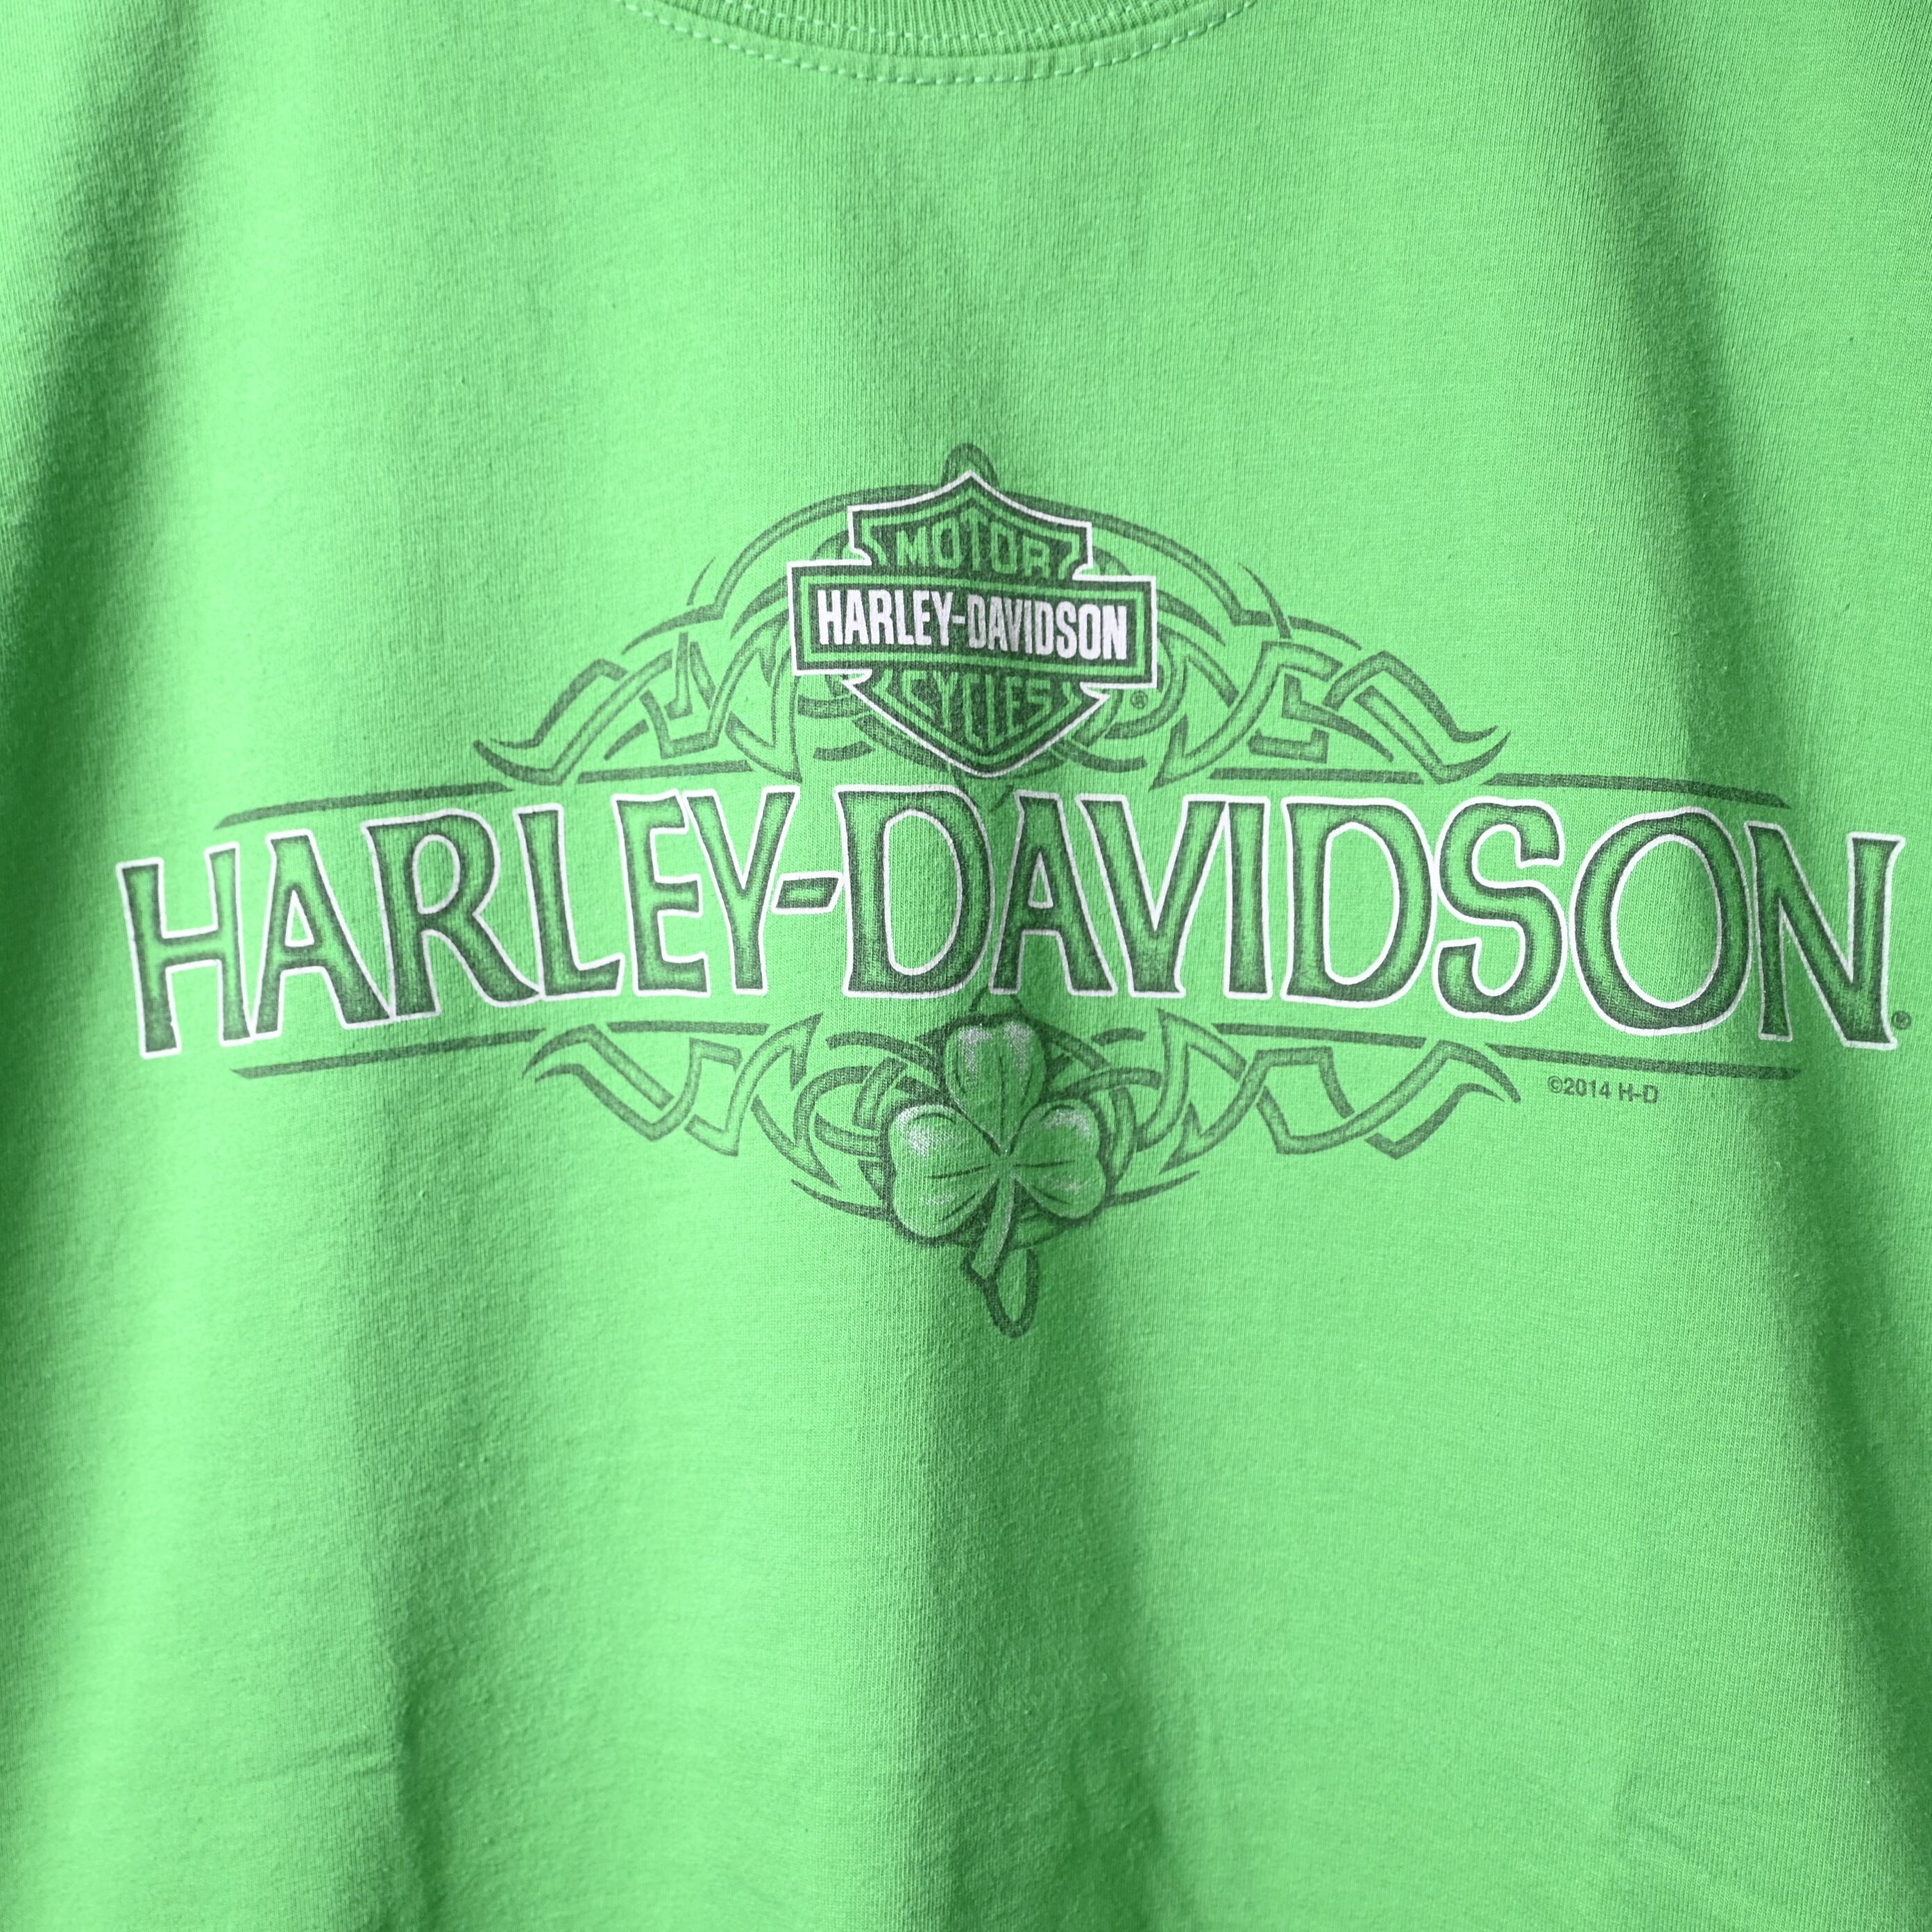 MOTOR
HARLEY-DAVIDSON
CYCLES
®
HARLEY-DAVIDSON®
©2014 H-D